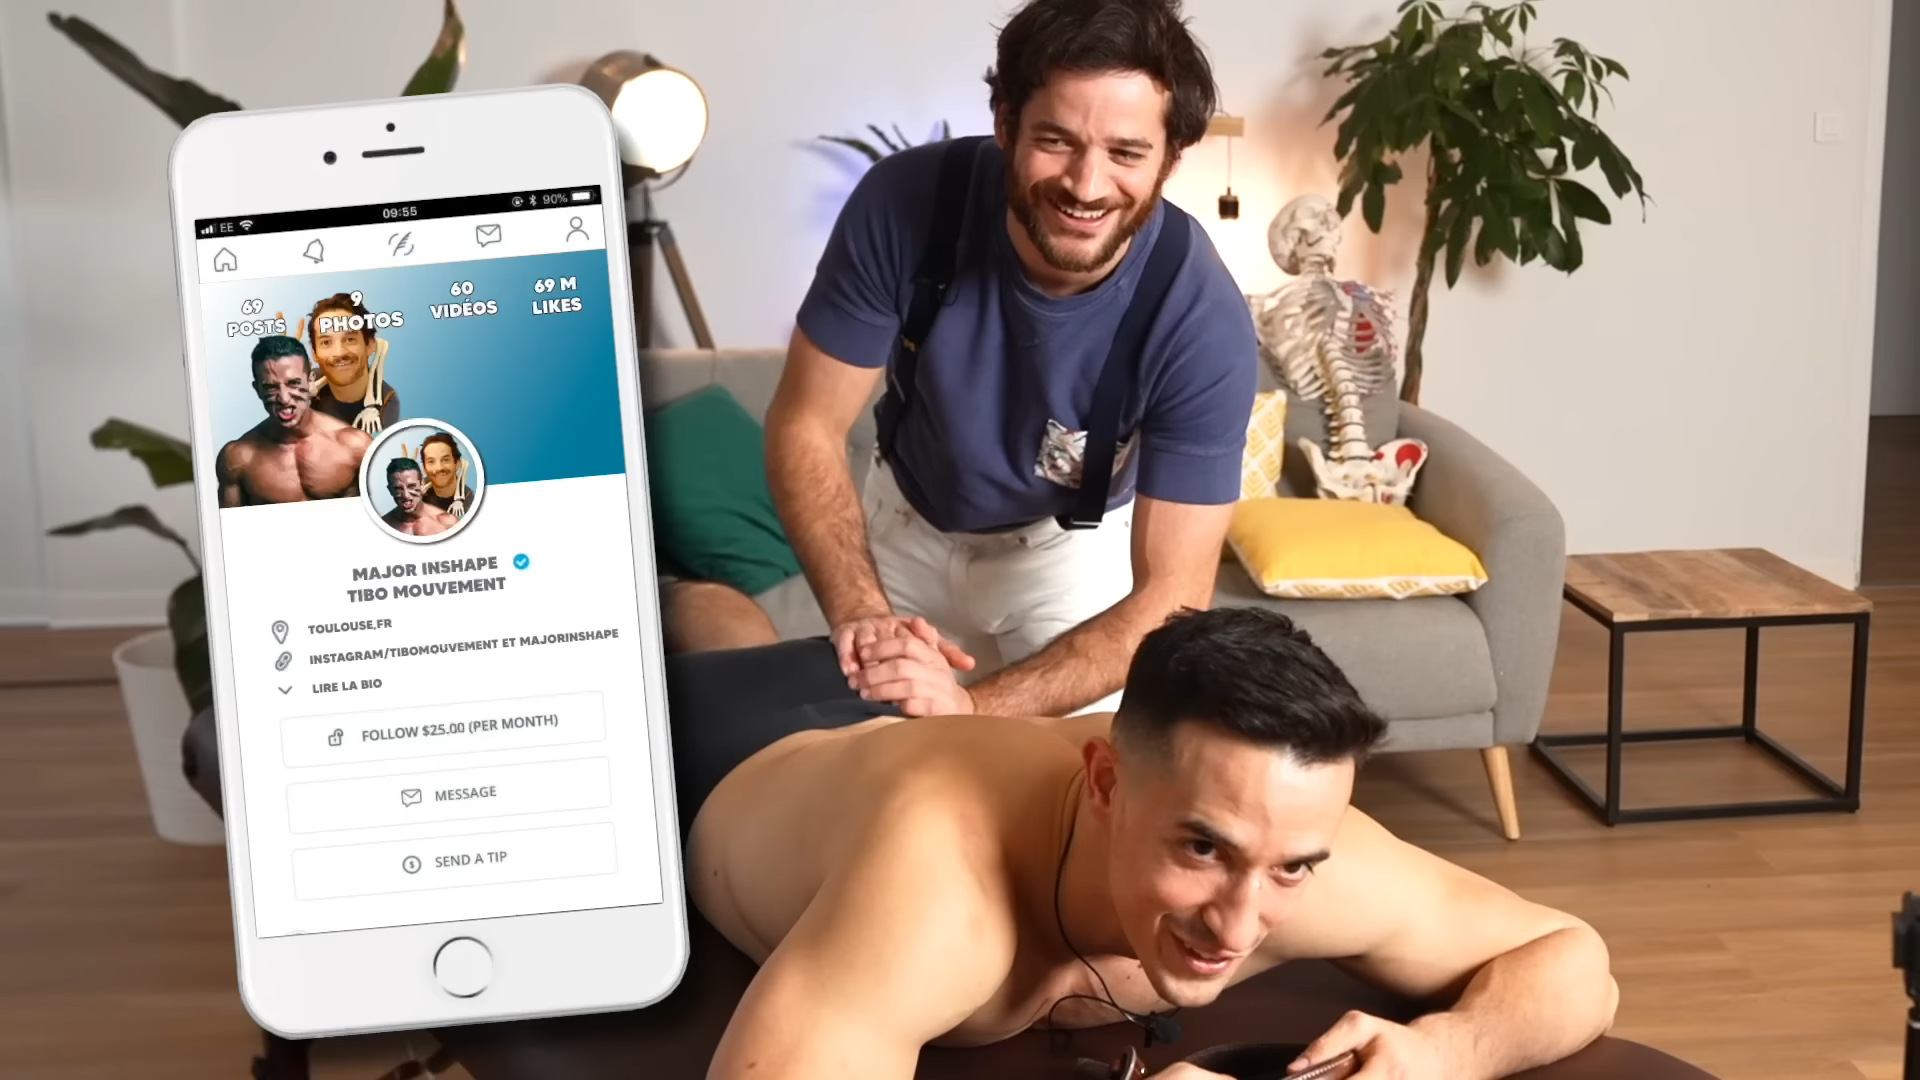 EE
09:55
90%
69
POSTS
9
PHOTOS
60
VIDÉOS
69 M
LIKES
MAJOR INSHAPE
TIBO MOUVEMENT
TOULOUSE,FR
INSTAGRAM/TIBOMOUVEMENT ET MAJORINSHAPE
LIRE LA BIO
FOLLOW $25.00 (PER MONTH)
MESSAGE
SEND A TIP